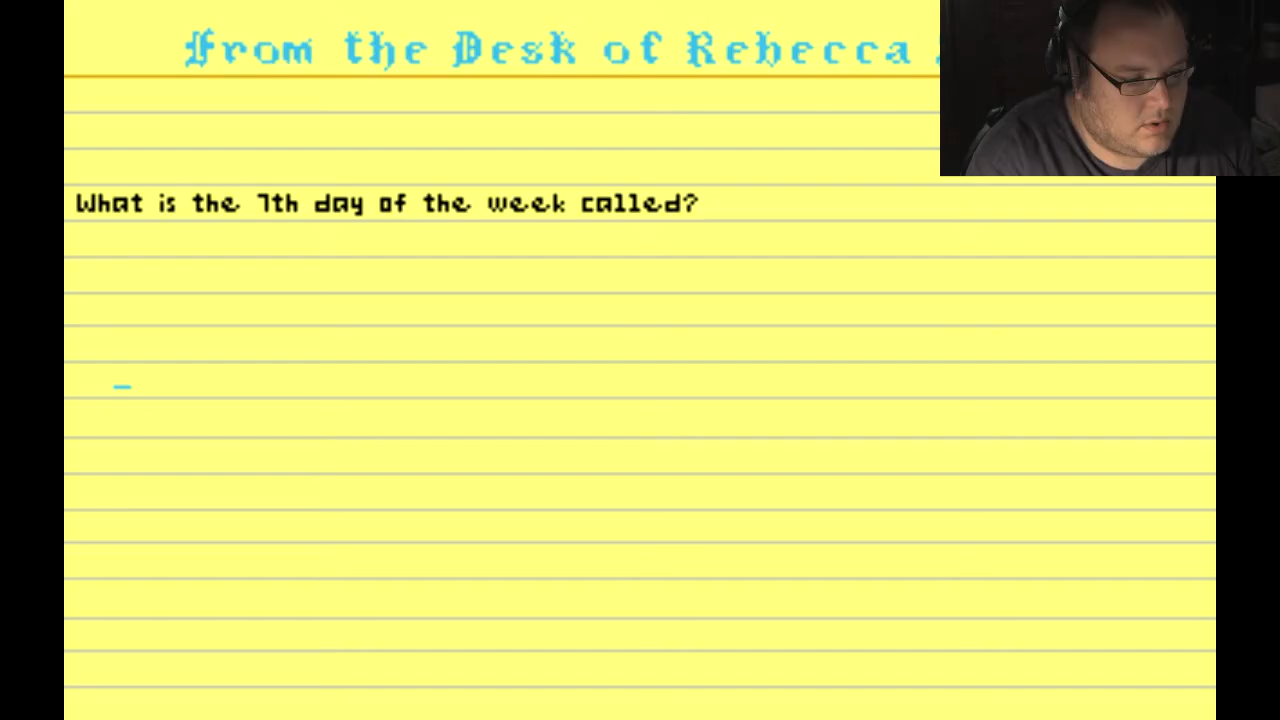 From the Desk of Rebecca
What is the 7th day of the week called?